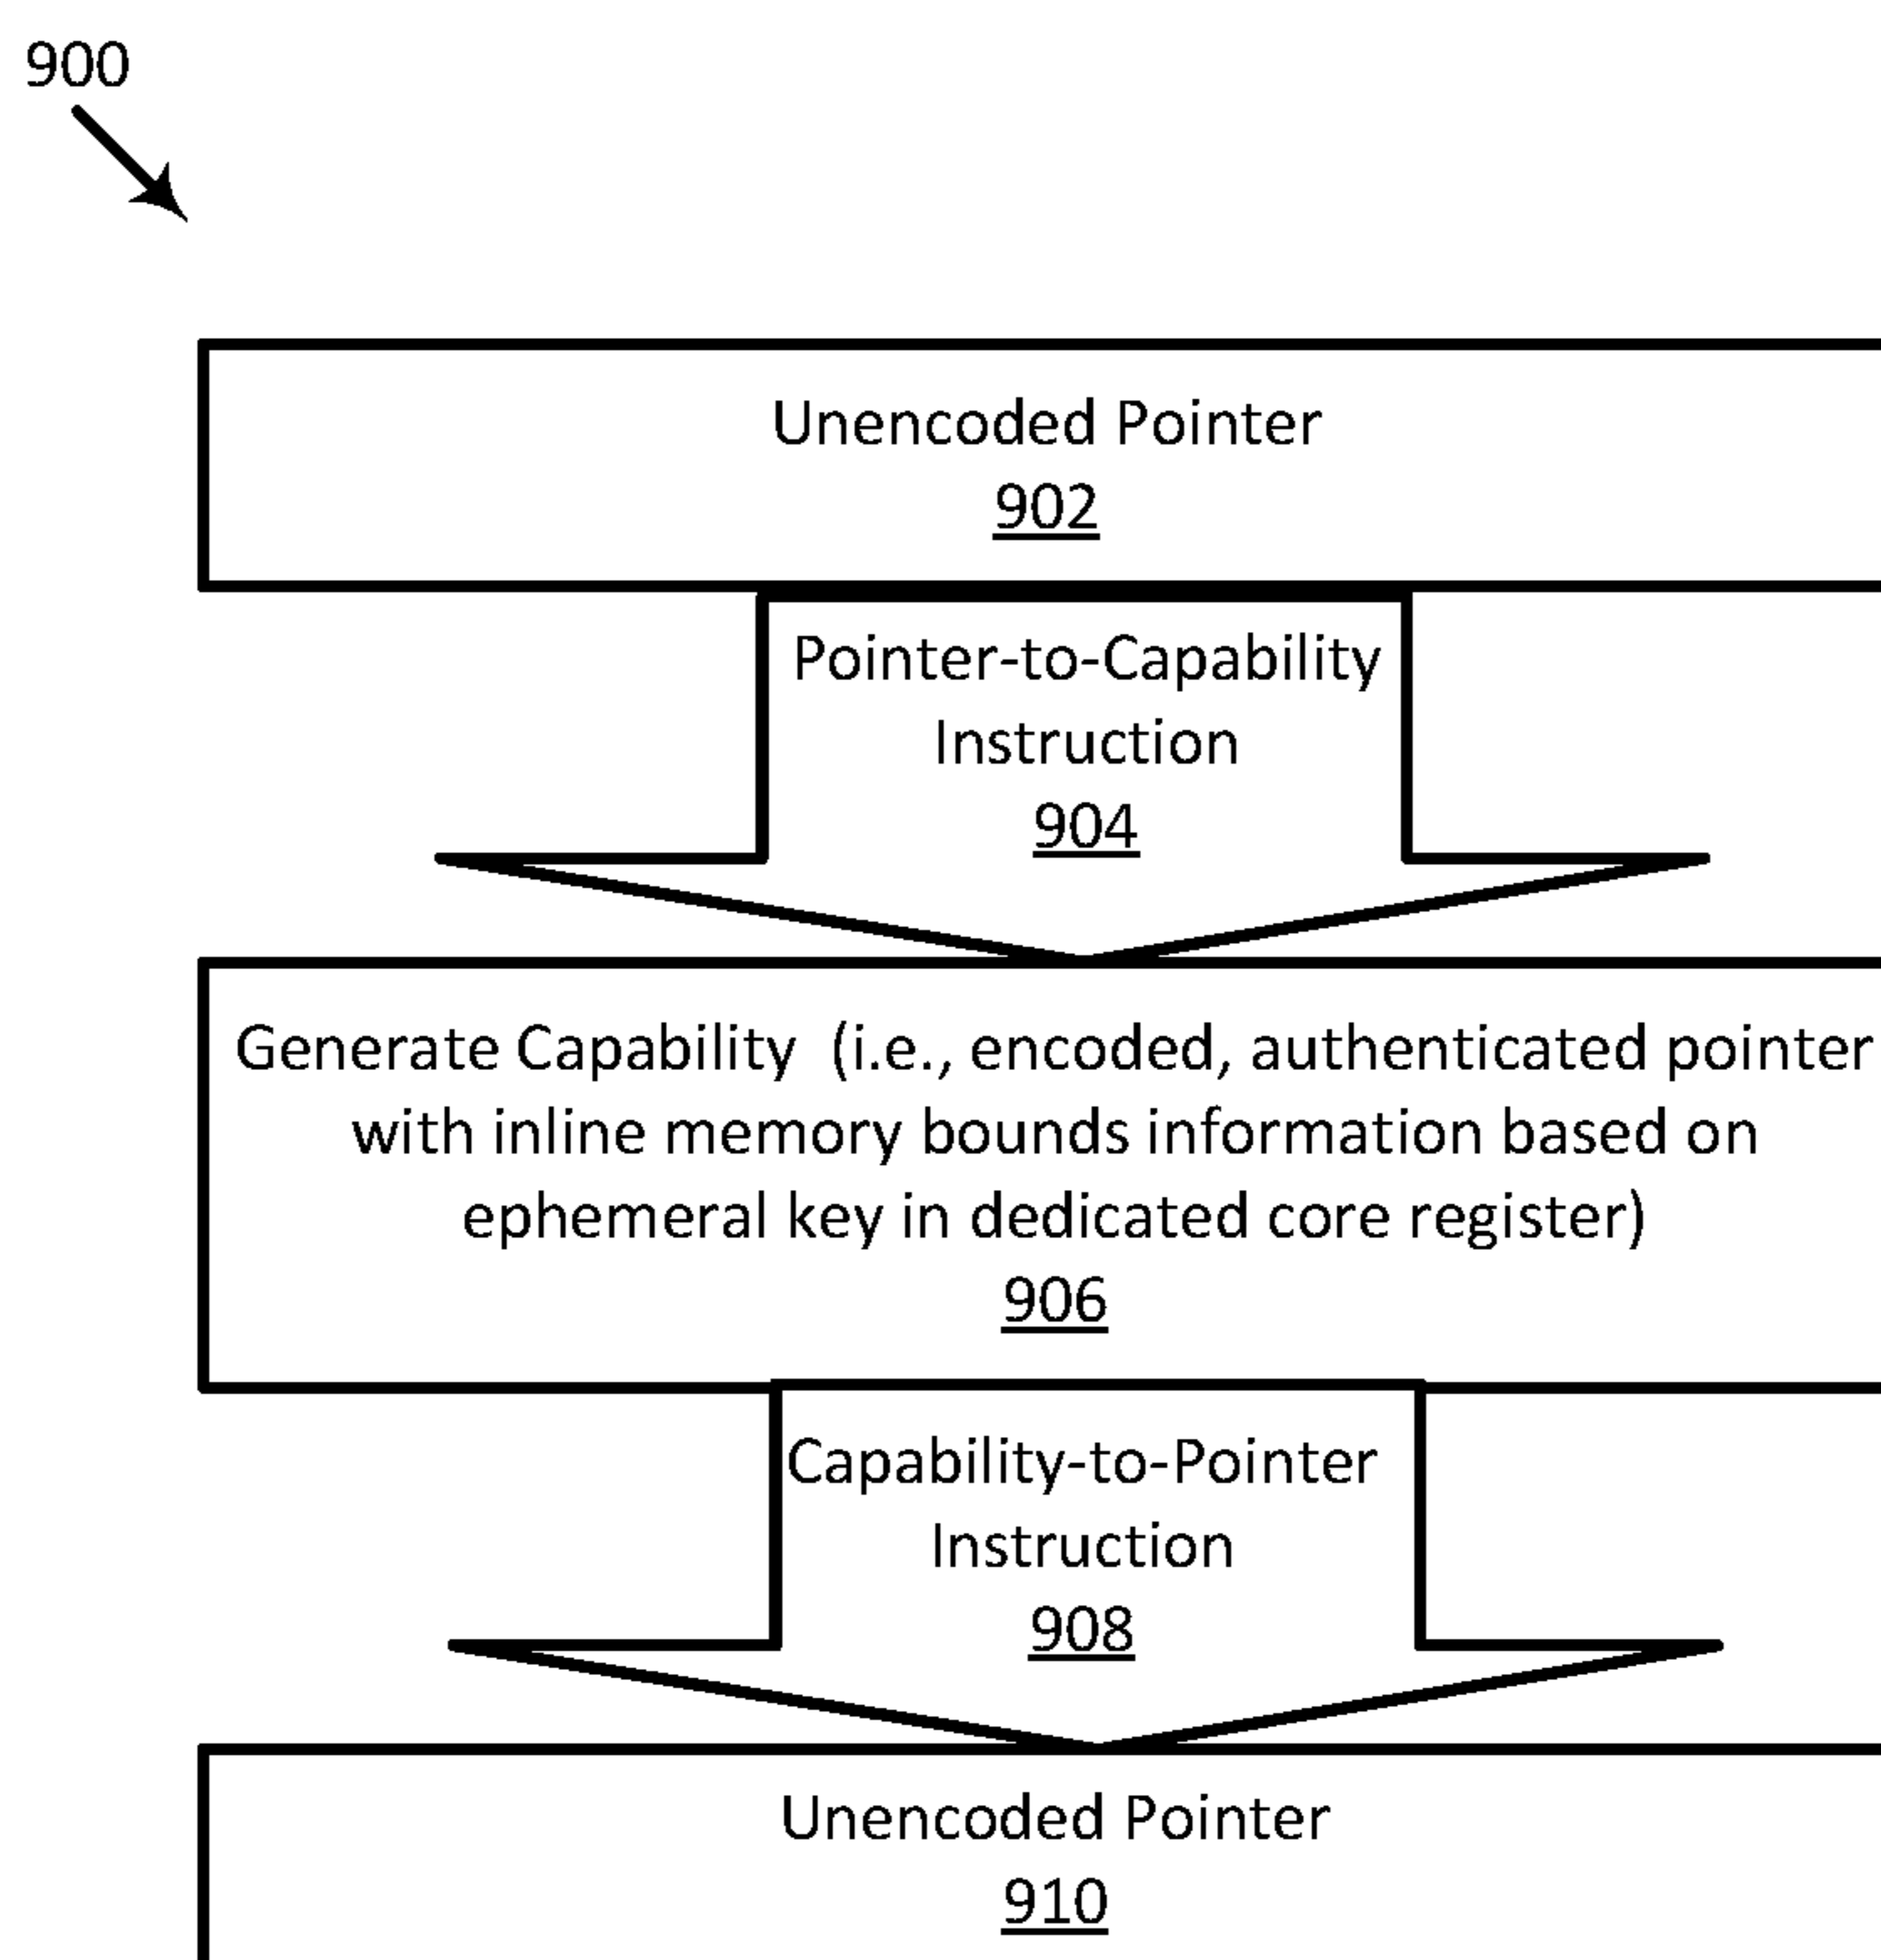 900
Unencoded Pointer
902
Pointer-to-Capability
Instruction
904
Generate Capability (i.e., encoded, authenticated pointer
with inline memory bounds information based on
ephemeral key in dedicated core register)
906
Capability-to-Pointer
Instruction
908
Unencoded Pointer
910